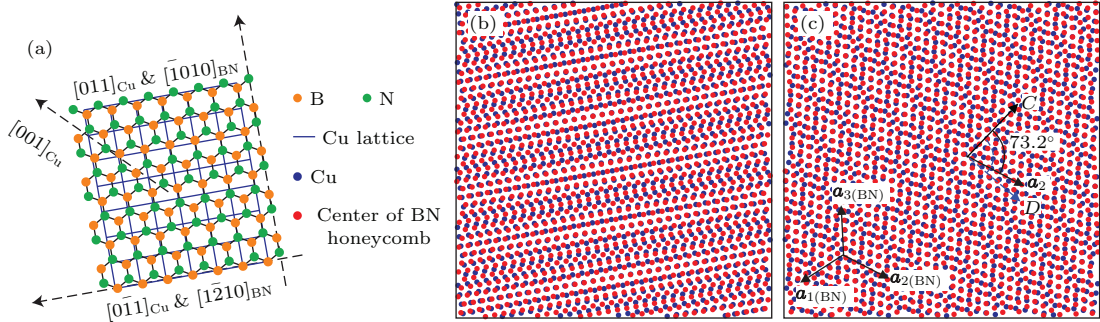 (a)
[011]Cu & [1̄010]BN
[001]Cu
[01̄1]Cu & [12̄10]BN
B
N
Cu lattice
Cu
Center of BN
honeycomb
(b)
(c)
C
73.2°
a2
D
a3(BN)
a1(BN)
a2(BN)